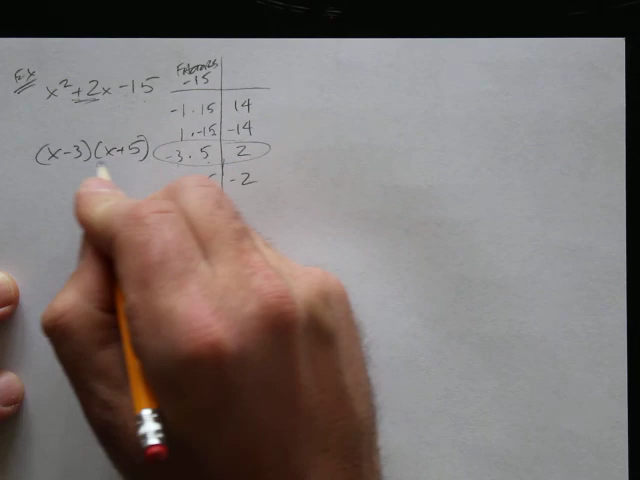 Ex
x² + 2x - 15
(x - 3)(x + 5)
Factors
-15
-1 · 15 | 14
1 · -15 | -14
-3 · 5 | 2
-2